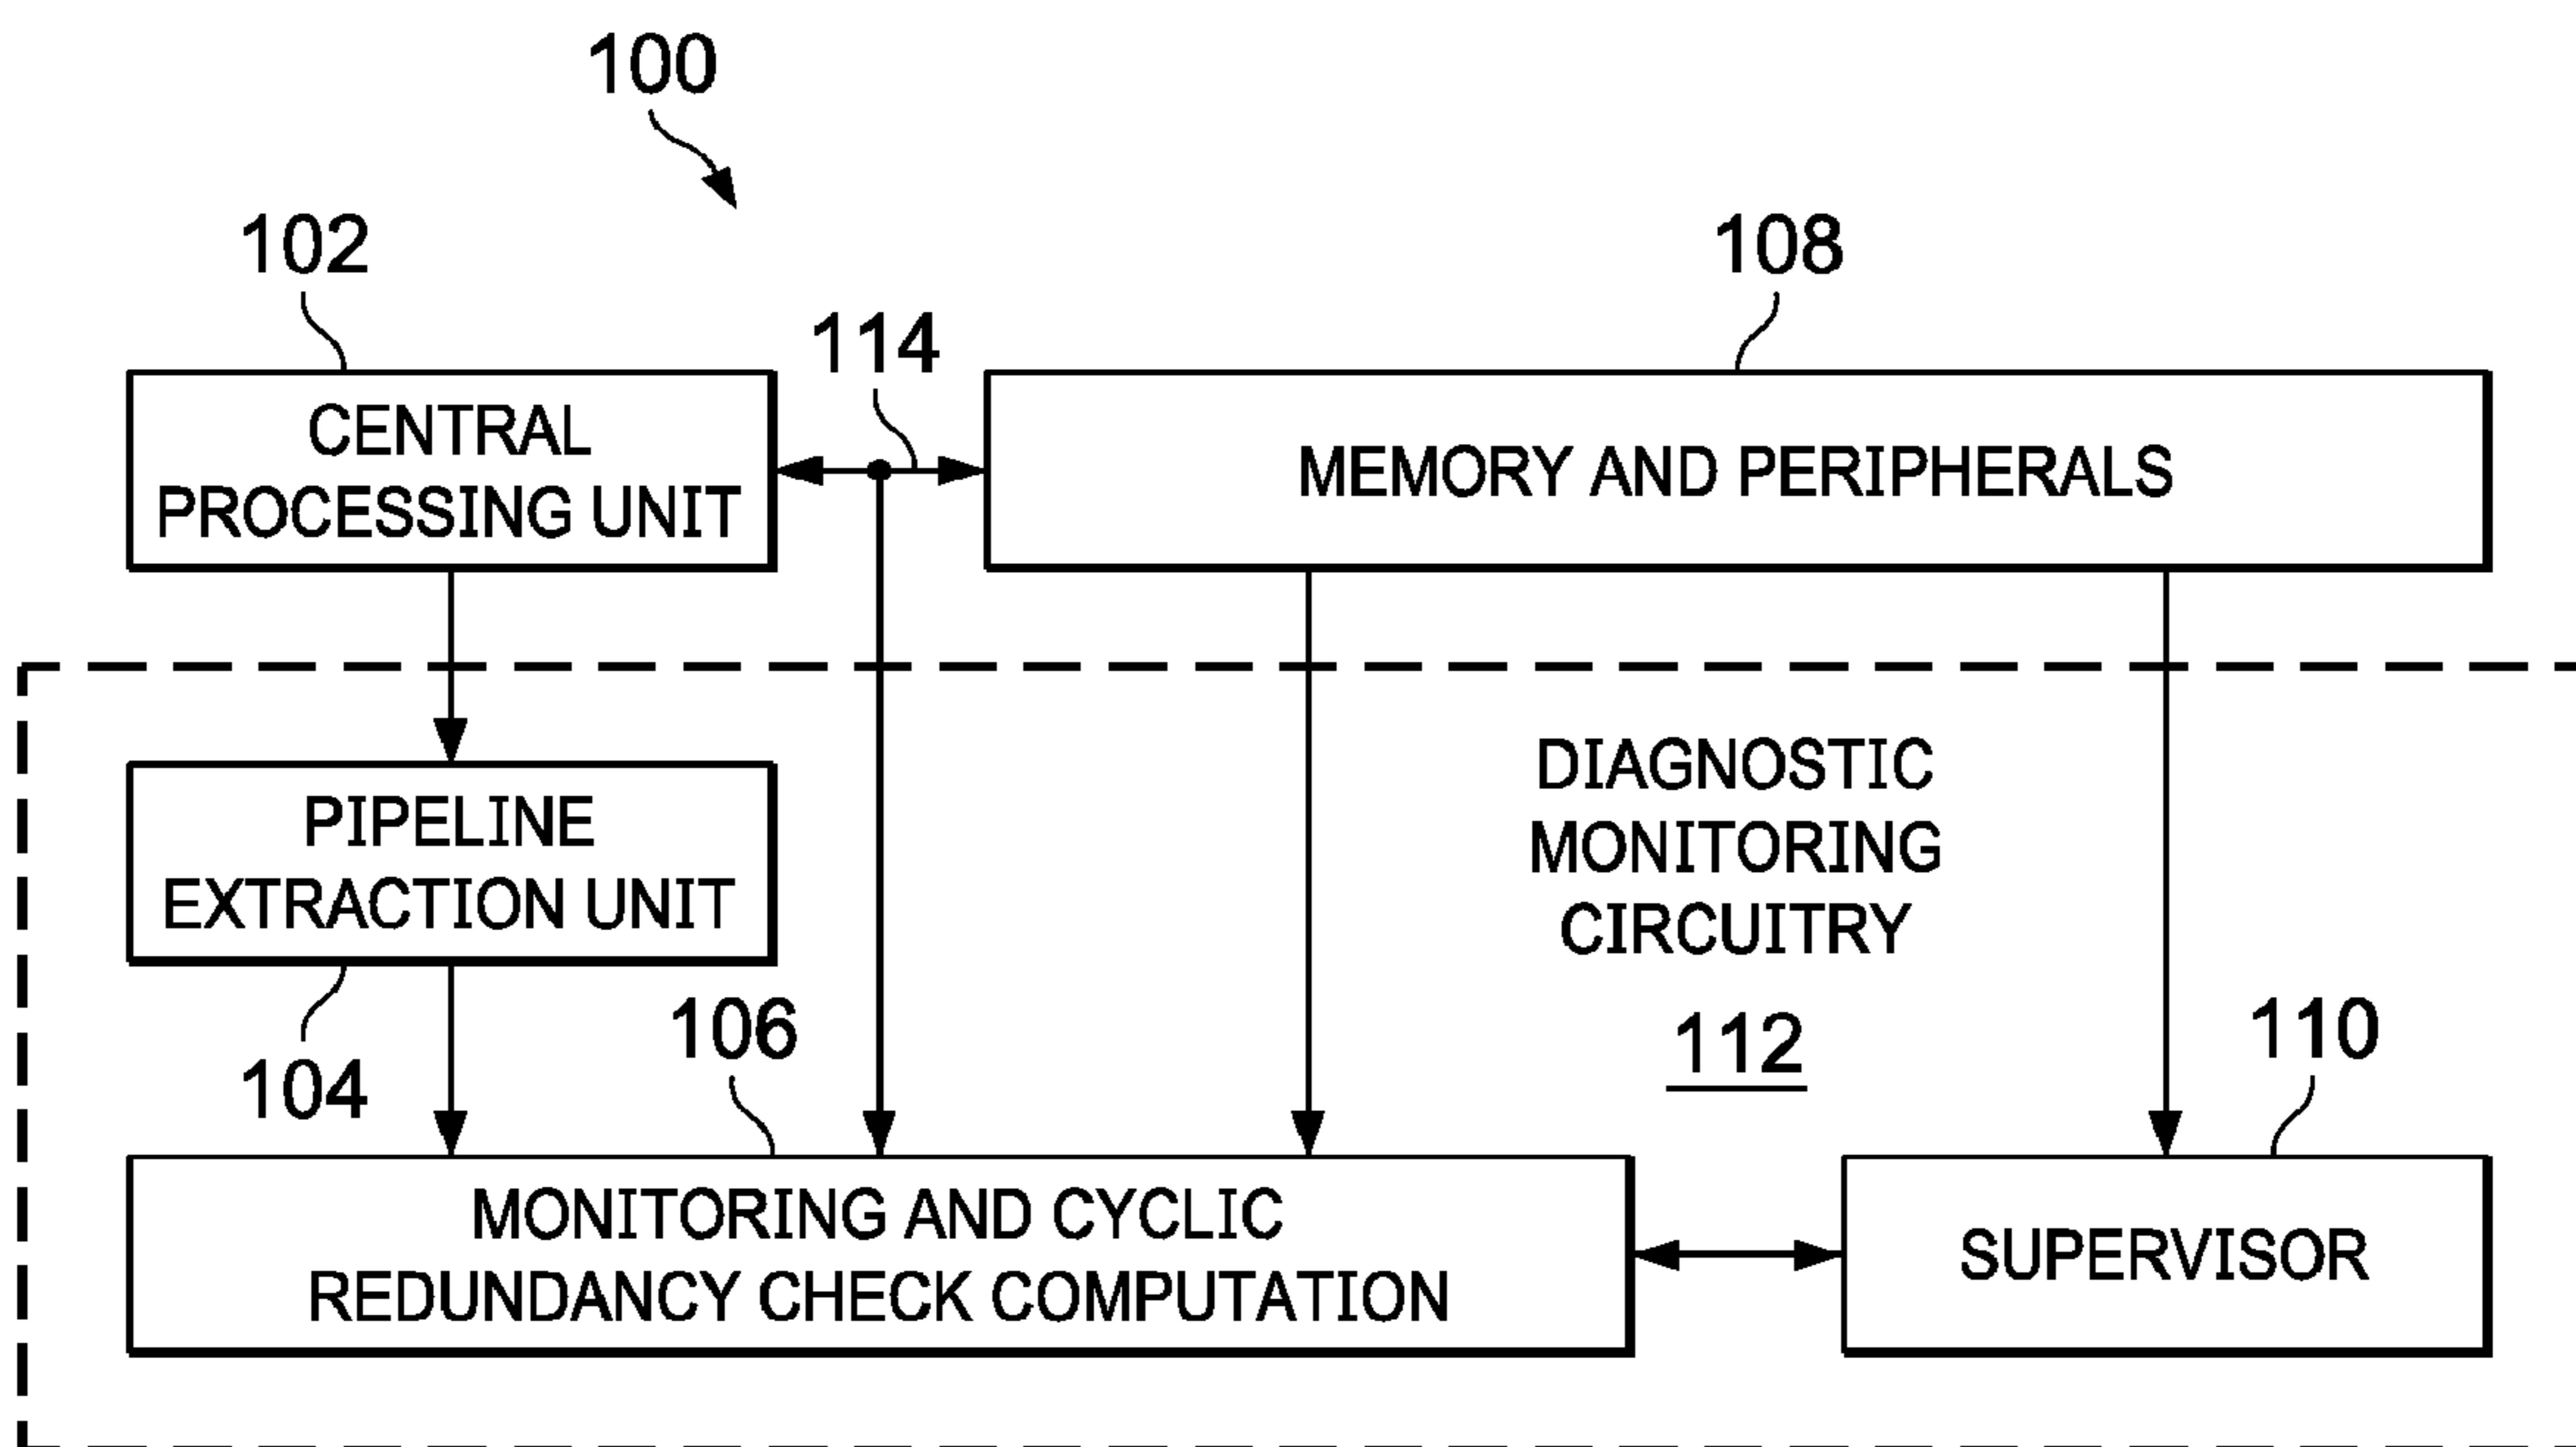 100
102
108
114
CENTRAL
PROCESSING UNIT
MEMORY AND PERIPHERALS
PIPELINE
EXTRACTION UNIT
DIAGNOSTIC
MONITORING
CIRCUITRY
104
106
112
110
MONITORING AND CYCLIC
REDUNDANCY CHECK COMPUTATION
SUPERVISOR